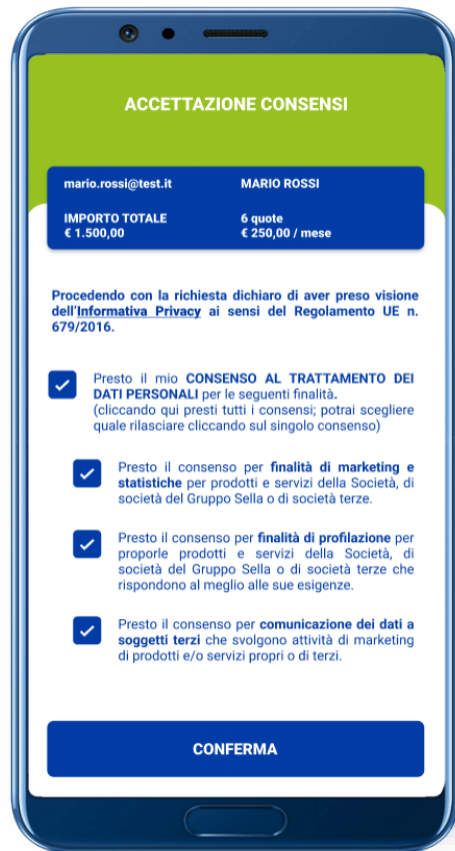 ACCETTAZIONE CONSENSI
mario.rossi@test.it MARIO ROSSI
IMPORTO TOTALE 6 quote
€ 1.500,00 € 250,00 / mese
Procedendo con la richiesta dichiaro di aver preso visione
dell'Informativa Privacy ai sensi del Regolamento UE n.
679/2016.
Presto il mio CONSENSO AL TRATTAMENTO DEI
DATI PERSONALI per le seguenti finalità.
(cliccando qui presti tutti i consensi; potrai scegliere
quale rilasciare cliccando sul singolo consenso)
Presto il consenso per finalità di marketing e
statistiche per prodotti e servizi della Società, di
società del Gruppo Sella o di società terze.
Presto il consenso per finalità di profilazione per
proporle prodotti e servizi della Società, di
società del Gruppo Sella o di società terze che
rispondono al meglio alle sue esigenze.
Presto il consenso per comunicazione dei dati a
soggetti terzi che svolgono attività di marketing
di prodotti e/o servizi propri o di terzi.
CONFERMA